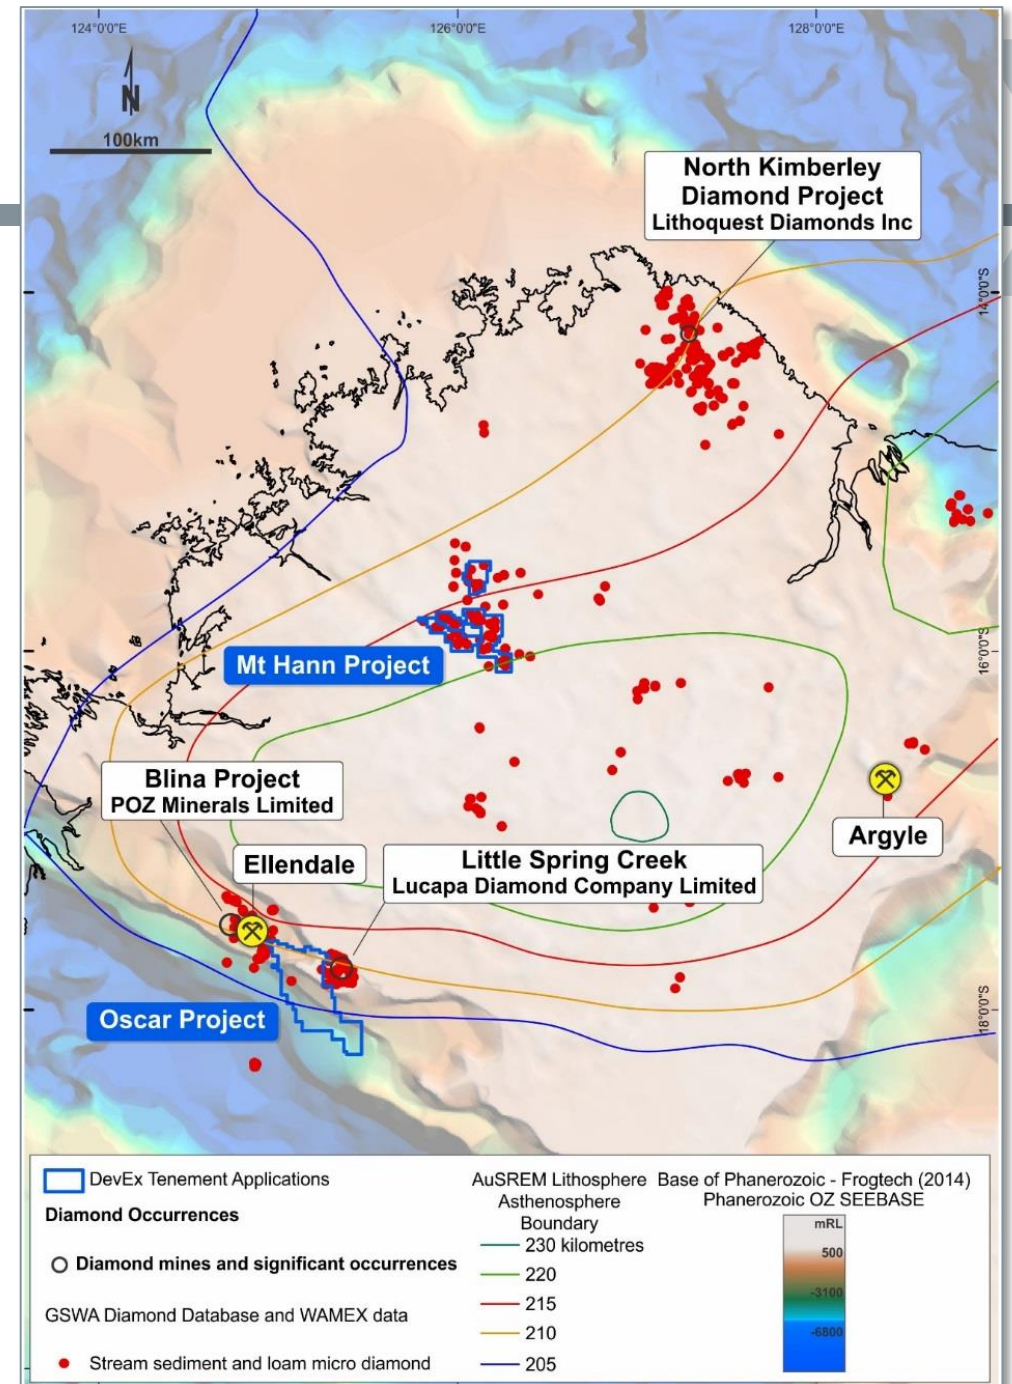 124°0'0"E
126°0'0"E
128°0'0"E
N
100km
North Kimberley
Diamond Project
Lithoquest Diamonds Inc
14°0'0"S
16°0'0"S
Mt Hann Project
Blina Project
POZ Minerals Limited
Argyle
Ellendale
Little Spring Creek
Lucapa Diamond Company Limited
Oscar Project
18°0'0"S
DevEx Tenement Applications
Diamond Occurrences
Diamond mines and significant occurrences
GSWA Diamond Database and WAMEX data
Stream sediment and loam micro diamond
AuSREM Lithosphere
Asthenosphere
Boundary
230 kilometres
220
215
210
205
Base of Phanerozoic - Frogtech (2014)
Phanerozoic OZ SEEBASE
mRL
500
-3100
-6800